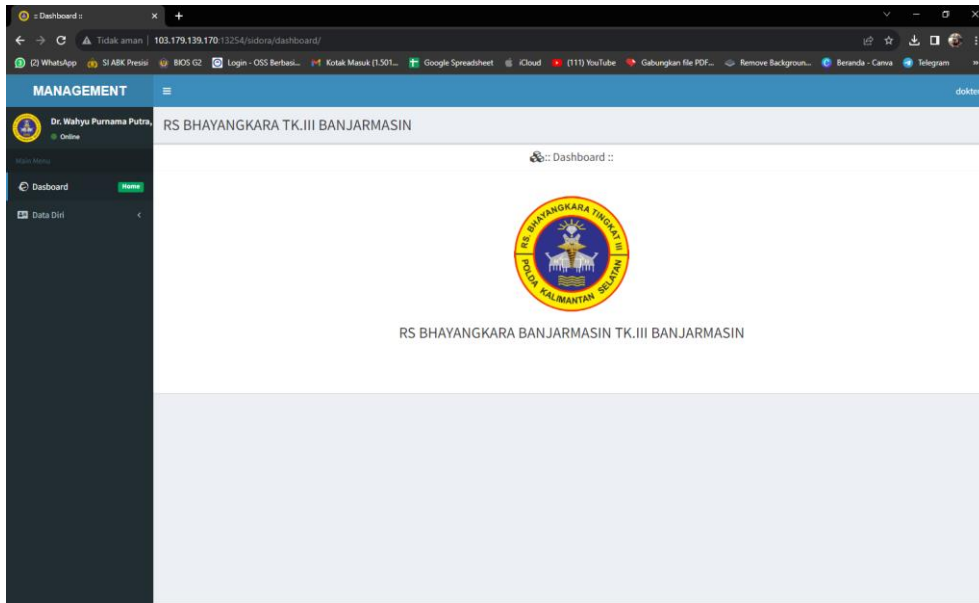 :: Dashboard ::
Tidak aman | 103.179.139.170:13254/sidora/dashboard/
(2) WhatsApp SI ABK Presisi BIOS G2 Login - OSS Berbasi... Kotak Masuk (1.501... Google Spreadsheet iCloud (111) YouTube Gabungkan file PDF... Remove Backgroun... Beranda - Canva Telegram »
MANAGEMENT
dokter
Dr. Wahyu Purnama Putra,
Online
RS BHAYANGKARA TK.III BANJARMASIN
Main Menu
:: Dashboard ::
Dasboard Home
Data Diri
RS. BHAYANGKARA TINGKAT III
POLDA KALIMANTAN SELATAN
RS BHAYANGKARA BANJARMASIN TK.III BANJARMASIN